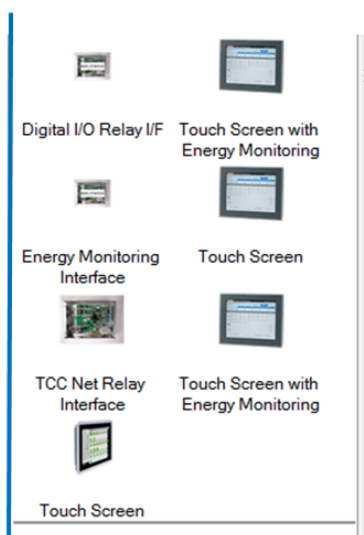 Digital I/O Relay I/F
Touch Screen with
Energy Monitoring
Energy Monitoring
Interface
Touch Screen
TCC Net Relay
Interface
Touch Screen with
Energy Monitoring
Touch Screen